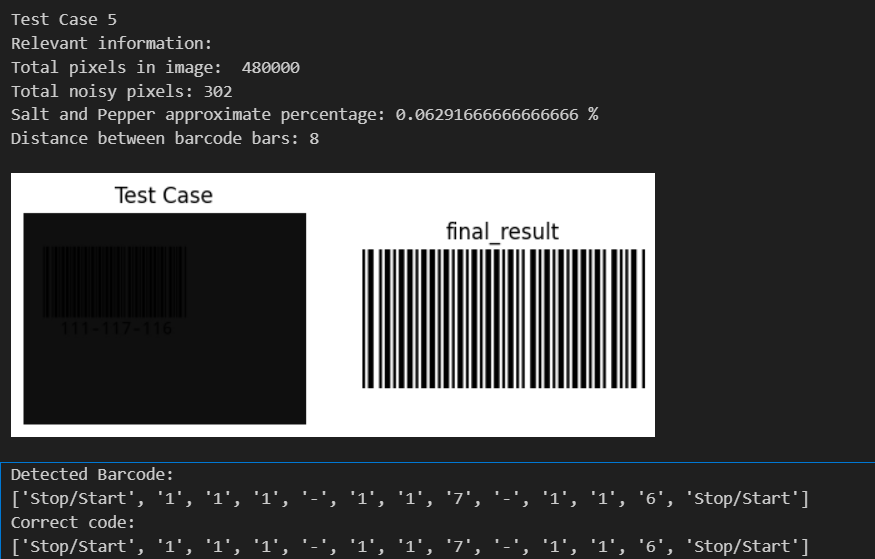 Test Case 5
Relevant information:
Total pixels in image:  480000
Total noisy pixels: 302
Salt and Pepper approximate percentage: 0.06291666666666666 %
Distance between barcode bars: 8
Test Case
final_result
111-117-116
Detected Barcode:
['Stop/Start', '1', '1', '1', '-', '1', '1', '7', '-', '1', '1', '6', 'Stop/Start']
Correct code:
['Stop/Start', '1', '1', '1', '-', '1', '1', '7', '-', '1', '1', '6', 'Stop/Start']